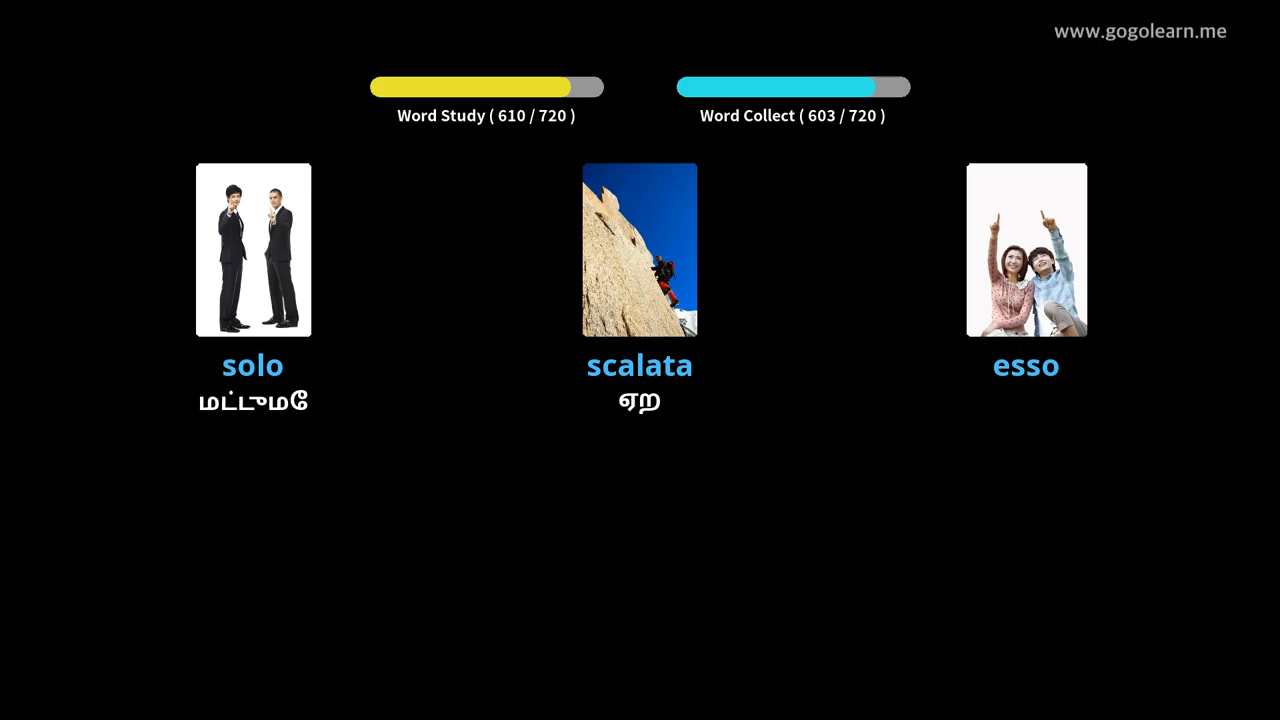 www.gogolearn.me
Word Study ( 610 / 720 )
Word Collect ( 603 / 720 )
solo
scalata
esso
மட்டுமே
ஏற